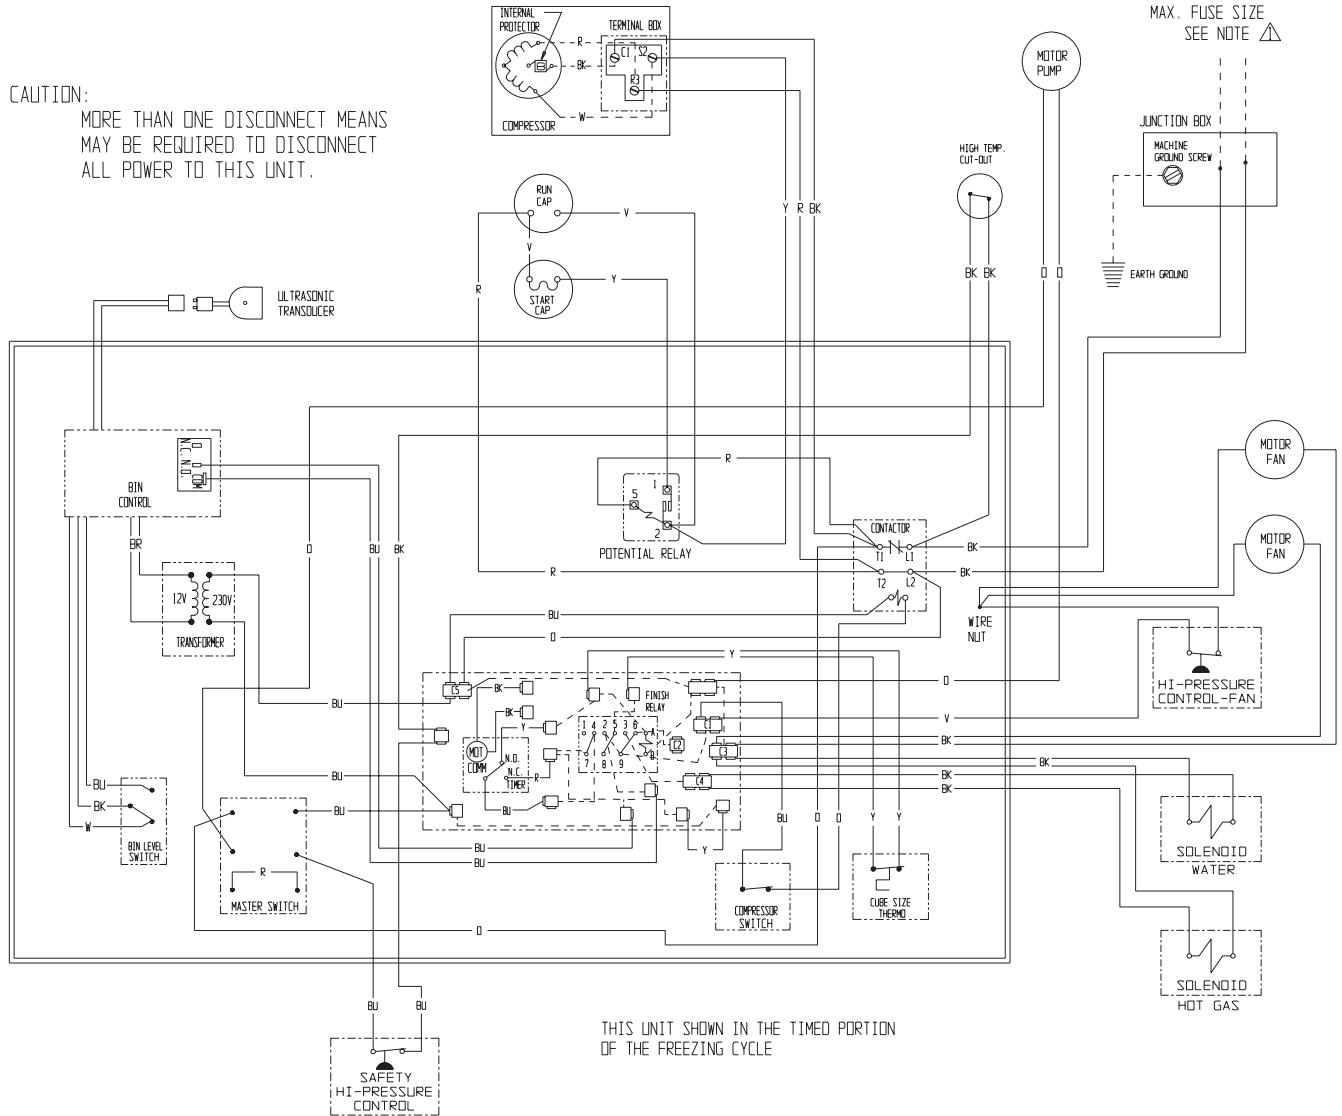 CAUTION:
MORE THAN ONE DISCONNECT MEANS
MAY BE REQUIRED TO DISCONNECT
ALL POWER TO THIS UNIT.
INTERNAL
PROTECTOR
TERMINAL BOX
R
BK
W
C1
S2
R3
COMPRESSOR
MOTOR
PUMP
MAX. FUSE SIZE
SEE NOTE 1
JUNCTION BOX
MACHINE
GROUND SCREW
EARTH GROUND
HIGH TEMP.
CUT-OUT
RUN
CAP
V
V
START
CAP
Y
R
Y R BK
BK BK
O O
ULTRASONIC
TRANSDUCER
N.C. N.O. COM
BIN
CONTROL
BR
12V
230V
TRANSFORMER
O
BU
BK
R
1
5
2
POTENTIAL RELAY
CONTACTOR
T1 L1
T2 L2
BK
R
BK
BU
O
Y
MOTOR
FAN
MOTOR
FAN
WIRE
NUT
HI-PRESSURE
CONTROL-FAN
C5
BK
BK
Y
FINISH
RELAY
1 4 2 5 3 6
A
B
7 8 9
C1
C2
C3
C4
MOT
COMM
N.O.
N.C.
TIMER
R
BU
O
V
BK
BK
BK
BK
BU
BU
BU
BU
BU
Y
BU
O
O
Y
Y
BU
BK
W
BIN LEVEL
SWITCH
R
MASTER SWITCH
O
COMPRESSOR
SWITCH
CUBE SIZE
THERMO
SOLENOID
WATER
SOLENOID
HOT GAS
BU
BU
SAFETY
HI-PRESSURE
CONTROL
THIS UNIT SHOWN IN THE TIMED PORTION
OF THE FREEZING CYCLE